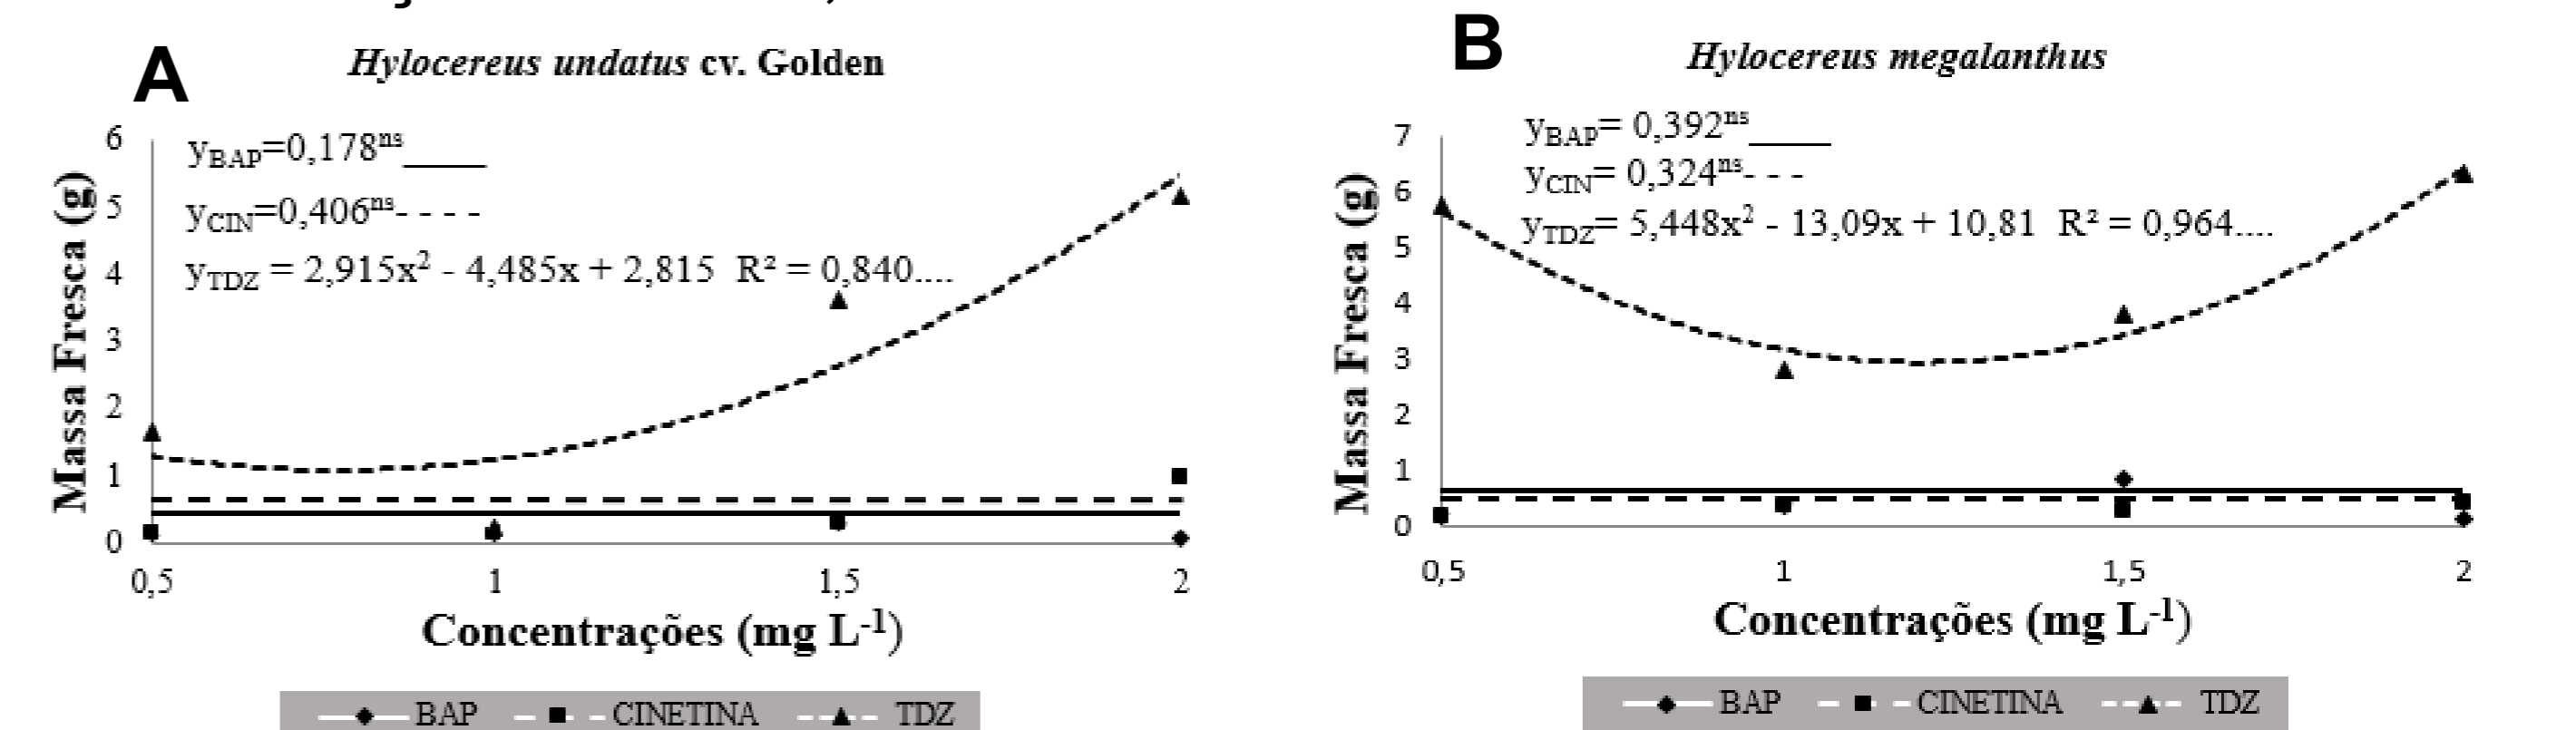 A
Hylocereus undatus cv. Golden
yBAP=0,178ns____
yCIN=0,406ns- - - -
yTDZ = 2,915x² - 4,485x + 2,815 R² = 0,840....
Massa Fresca (g)
6
5
4
3
2
1
0
0,5 1 1,5 2
Concentrações (mg L-1)
BAP CINETINA TDZ
B
Hylocereus megalanthus
yBAP= 0,392ns____
yCIN= 0,324ns- - -
yTDZ= 5,448x² - 13,09x + 10,81 R² = 0,964....
Massa Fresca (g)
7
6
5
4
3
2
1
0
0,5 1 1,5 2
Concentrações (mg L-1)
BAP CINETINA TDZ